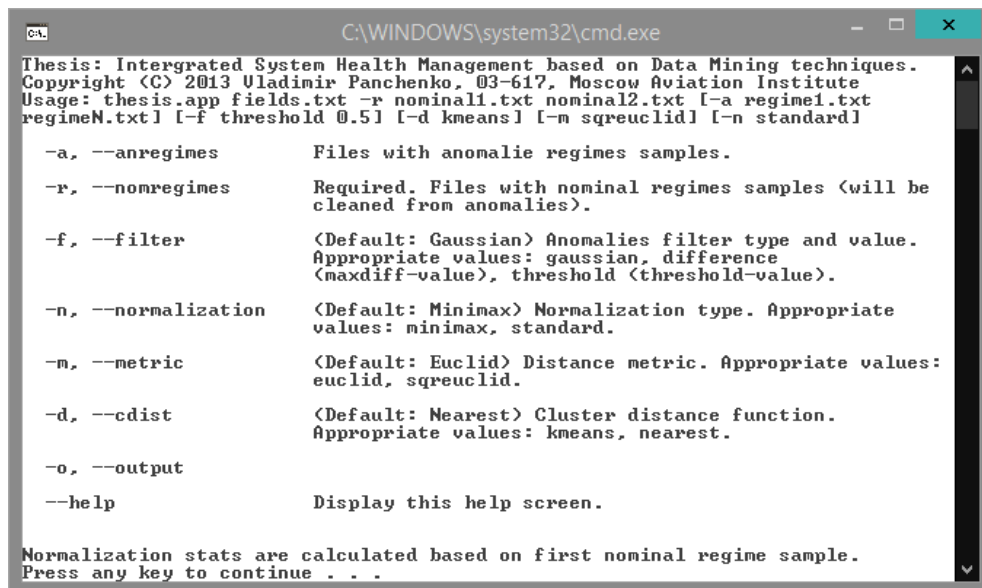 C:\WINDOWS\system32\cmd.exe
Thesis: Intergrated System Health Management based on Data Mining techniques.
Copyright (C) 2013 Vladimir Panchenko, 03-617, Moscow Aviation Institute
Usage: thesis.app fields.txt -r nominal1.txt nominal2.txt [-a regime1.txt
regimeN.txt] [-f threshold 0.5] [-d kmeans] [-m sqreuclid] [-n standard]
-a, --anregimes Files with anomalie regimes samples.
-r, --nomregimes Required. Files with nominal regimes samples (will be
cleaned from anomalies).
-f, --filter (Default: Gaussian) Anomalies filter type and value.
Appropriate values: gaussian, difference
(maxdiff-value), threshold (threshold-value).
-n, --normalization (Default: Minimax) Normalization type. Appropriate
values: minimax, standard.
-m, --metric (Default: Euclid) Distance metric. Appropriate values:
euclid, sqreuclid.
-d, --cdist (Default: Nearest) Cluster distance function.
Appropriate values: kmeans, nearest.
-o, --output
--help Display this help screen.
Normalization stats are calculated based on first nominal regime sample.
Press any key to continue . . .